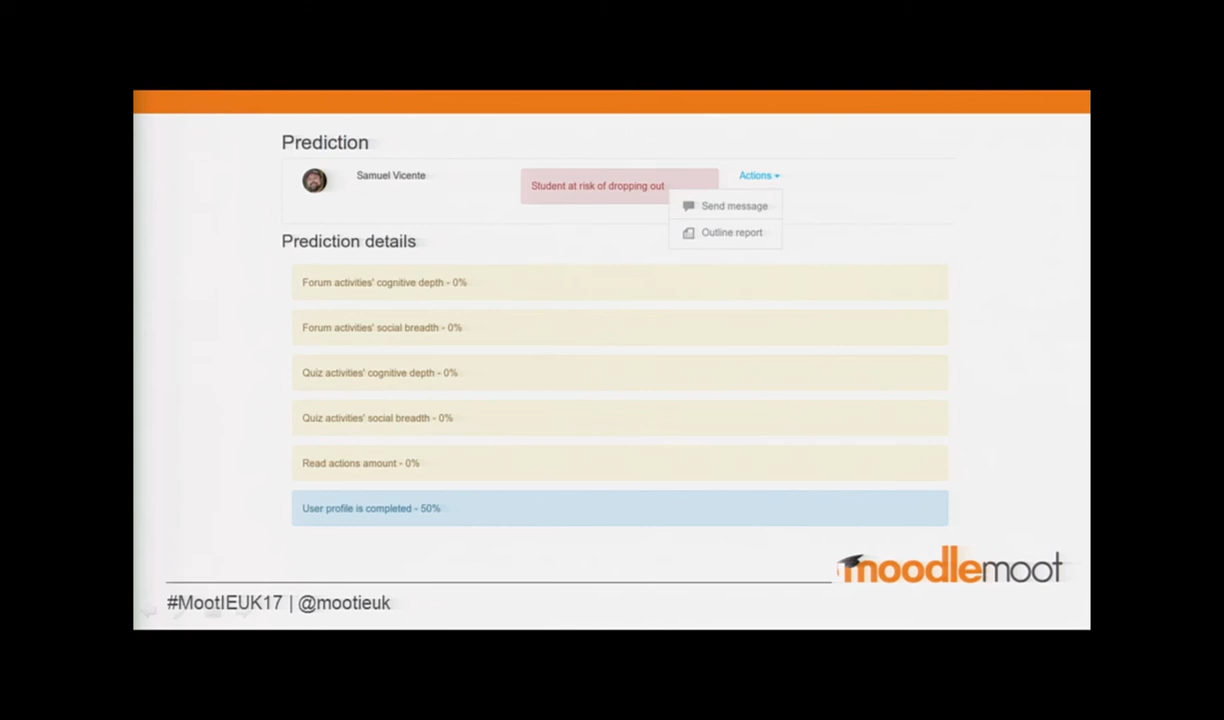 Prediction
Samuel Vicente
Student at risk of dropping out
Actions
Send message
Outline report
Prediction details
Forum activities' cognitive depth - 0%
Forum activities' social breadth - 0%
Quiz activities' cognitive depth - 0%
Quiz activities' social breadth - 0%
Read actions amount - 0%
User profile is completed - 50%
moodlemoot
#MootIEUK17 | @mootieuk